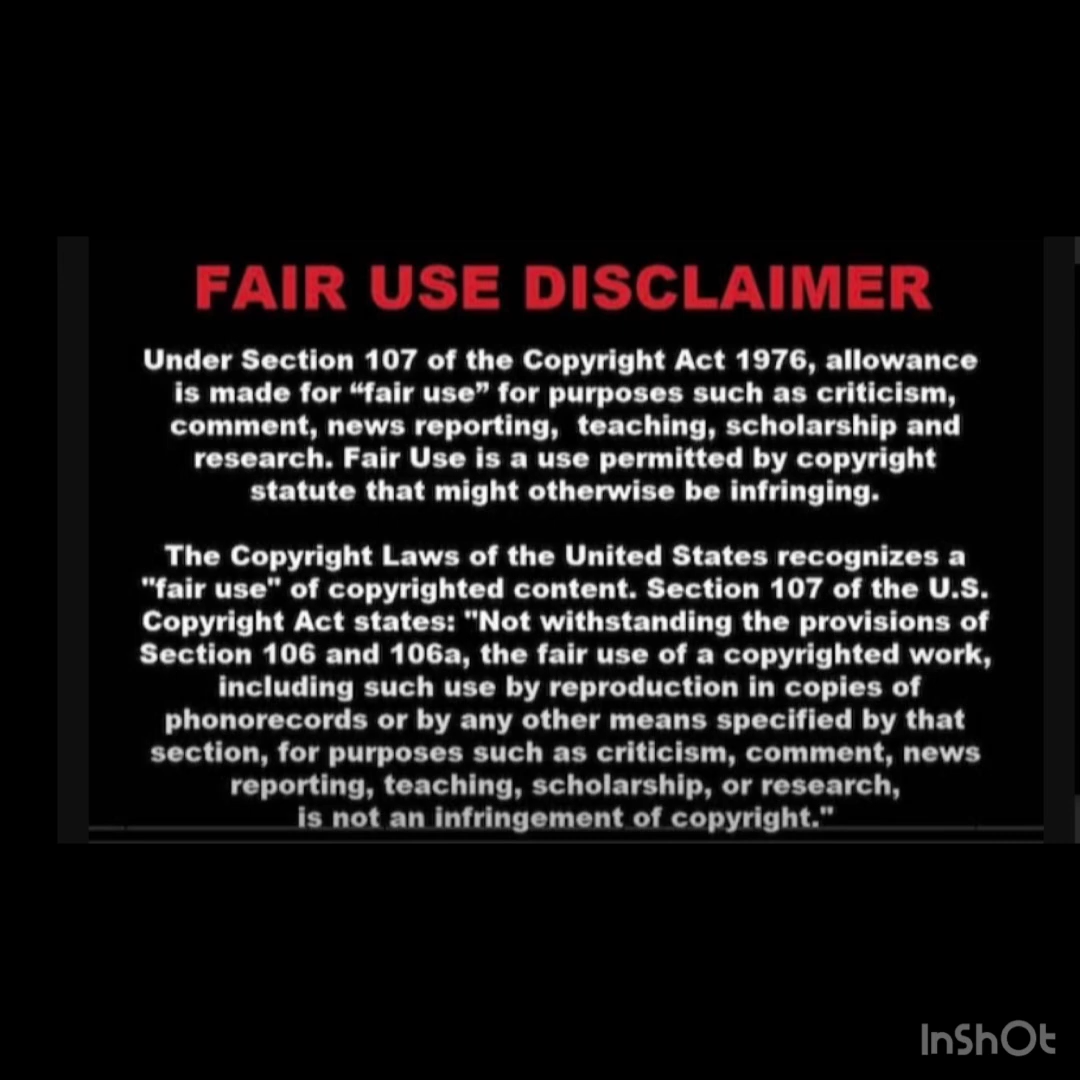 FAIR USE DISCLAIMER
Under Section 107 of the Copyright Act 1976, allowance
is made for “fair use” for purposes such as criticism,
comment, news reporting, teaching, scholarship and
research. Fair Use is a use permitted by copyright
statute that might otherwise be infringing.
The Copyright Laws of the United States recognizes a
"fair use" of copyrighted content. Section 107 of the U.S.
Copyright Act states: "Not withstanding the provisions of
Section 106 and 106a, the fair use of a copyrighted work,
including such use by reproduction in copies of
phonorecords or by any other means specified by that
section, for purposes such as criticism, comment, news
reporting, teaching, scholarship, or research,
is not an infringement of copyright."
InShOt